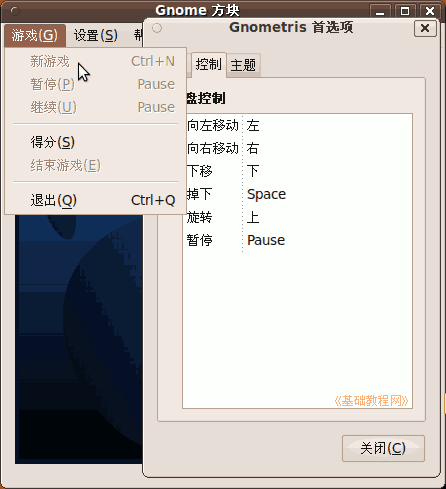 Gnome 方块
游戏(G) 设置(S) 帮
新游戏 Ctrl+N
暂停(P) Pause
继续(U) Pause
得分(S)
结束游戏(E)
退出(Q) Ctrl+Q
Gnometris 首选项
控制 主题
盘控制
向左移动 左
向右移动 右
下移 下
掉下 Space
旋转 上
暂停 Pause
《基础教程网》
关闭(C)